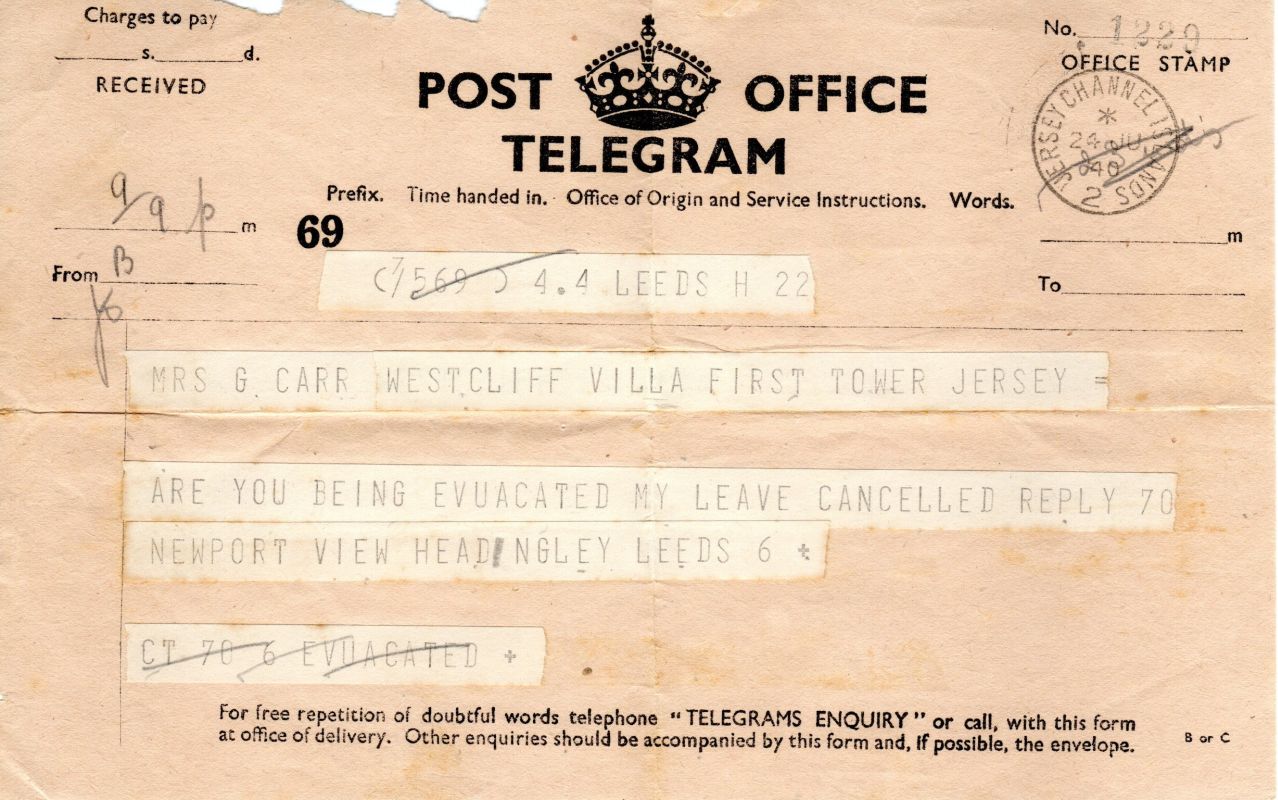 Charges to pay
s. d.
RECEIVED
POST OFFICE
TELEGRAM
No. 1229
OFFICE STAMP
JERSEY CHANNEL ISLANDS
24 JU
40
2
Prefix. Time handed in. Office of Origin and Service Instructions. Words.
9/9 p m
69
m
From B
To
(7/569) 4.4 LEEDS H 22
MRS G CARR WESTCLIFF VILLA FIRST TOWER JERSEY =
ARE YOU BEING EVUACATED MY LEAVE CANCELLED REPLY 70
NEWPORT VIEW HEADINGLEY LEEDS 6 +
CT 70 6 EVUACATED +
For free repetition of doubtful words telephone "TELEGRAMS ENQUIRY" or call, with this form
at office of delivery. Other enquiries should be accompanied by this form and, if possible, the envelope.
B or C